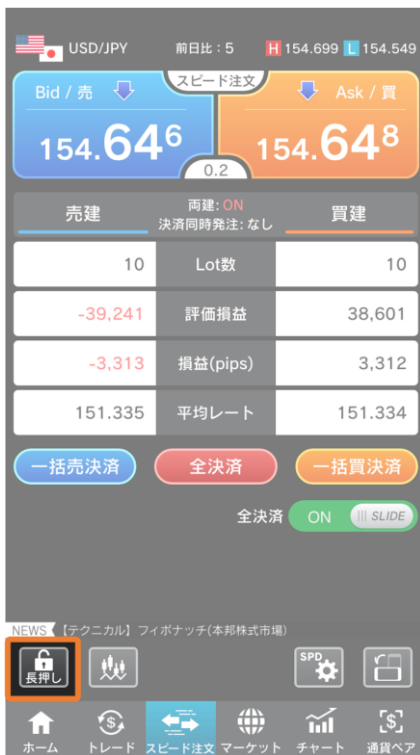 USD/JPY 前日比：5 H 154.699 L 154.549
スピード注文
Bid / 売 Ask / 買
154.646 154.648
0.2
売建 両建: ON 買建
決済同時発注: なし
10 Lot数 10
-39,241 評価損益 38,601
-3,313 損益(pips) 3,312
151.335 平均レート 151.334
一括売決済 全決済 一括買決済
全決済 ON SLIDE
NEWS 【テクニカル】フィボナッチ(本邦株式市場)
長押し SPD
ホーム トレード スピード注文 マーケット チャート 通貨ペア